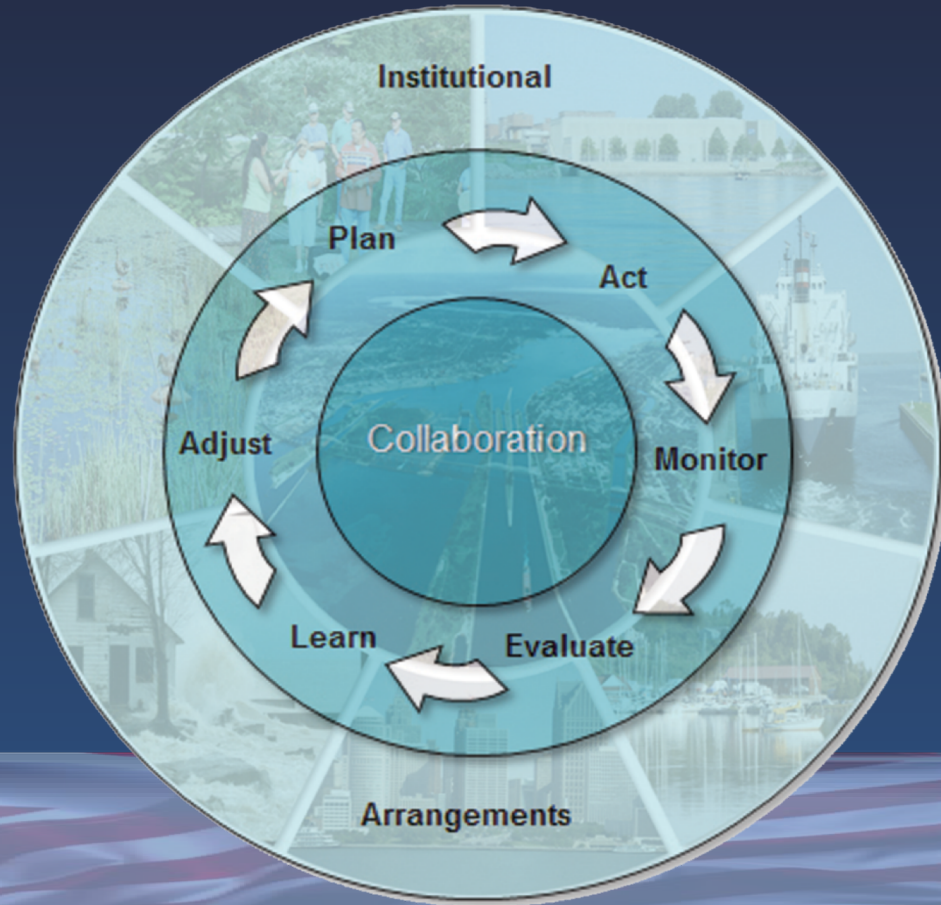 Institutional
Plan
Act
Collaboration
Adjust
Monitor
Learn
Evaluate
Arrangements